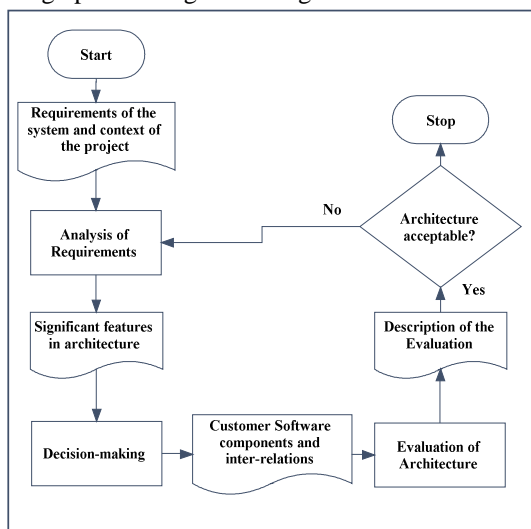 Start
Requirements of the
system and context of
the project
Analysis of
Requirements
Significant features
in architecture
Decision-making
Customer Software
components and
inter-relations
Evaluation of
Architecture
Description of the
Evaluation
Yes
Architecture
acceptable?
No
Stop